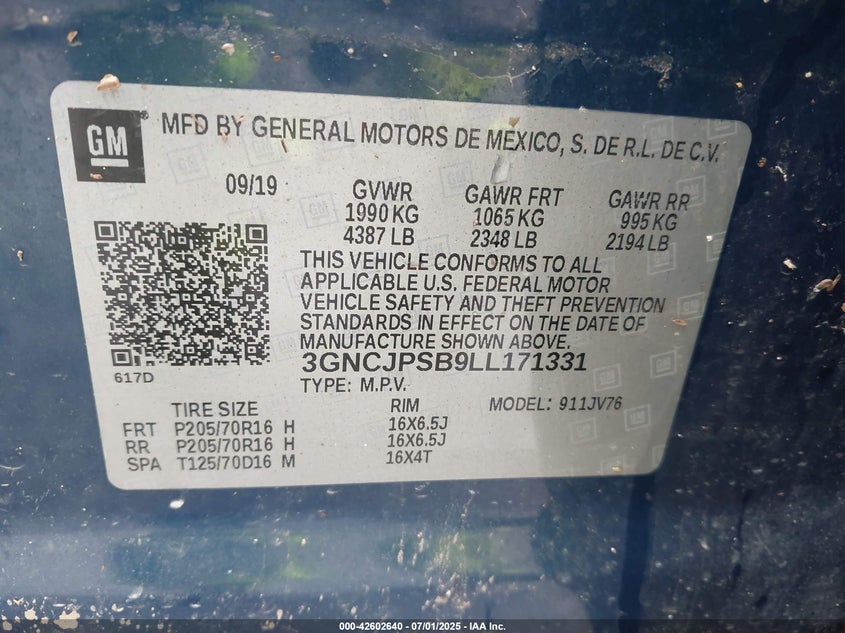 GM
MFD BY GENERAL MOTORS DE MEXICO, S. DE R.L. DE C.V.
09/19 GVWR GAWR FRT GAWR RR
1990 KG 1065 KG 995 KG
4387 LB 2348 LB 2194 LB
THIS VEHICLE CONFORMS TO ALL
APPLICABLE U.S. FEDERAL MOTOR
VEHICLE SAFETY AND THEFT PREVENTION
STANDARDS IN EFFECT ON THE DATE OF
MANUFACTURE SHOWN ABOVE.
3GNCJPSB9LL171331
617D
TYPE: M.P.V.
TIRE SIZE RIM MODEL: 911JV76
FRT P205/70R16 H 16X6.5J
RR P205/70R16 H 16X6.5J
SPA T125/70D16 M 16X4T
000-42602640 - 07/01/2025 - IAA Inc.